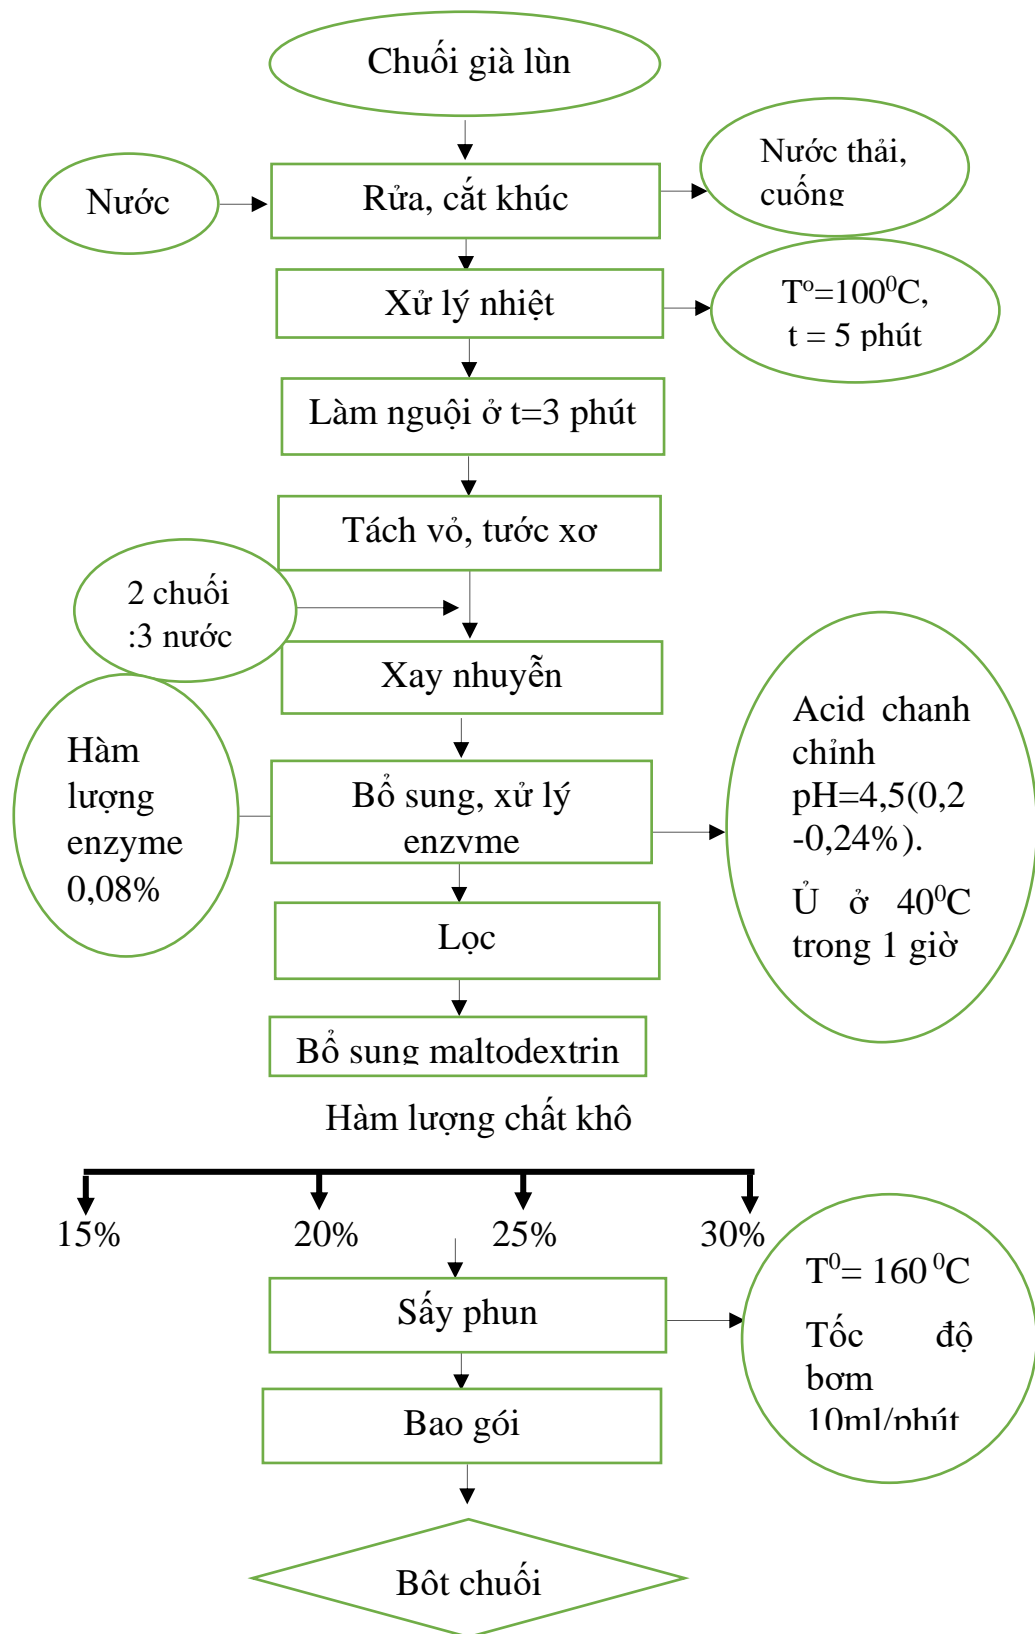 Chuối già lùn
Nước thải,
cuống
Nước
Rửa, cắt khúc
Xử lý nhiệt
Tº=100⁰C,
t = 5 phút
Làm nguội ở t=3 phút
Tách vỏ, tước xơ
2 chuối
:3 nước
Xay nhuyễn
Hàm
lượng
enzyme
0,08%
Bổ sung, xử lý
enzyme
Acid chanh
chỉnh
pH=4,5(0,2
-0,24%).
Ủ ở 40⁰C
trong 1 giờ
Lọc
Bổ sung maltodextrin
Hàm lượng chất khô
15% 20% 25% 30%
Sấy phun
T⁰= 160 ⁰C
Tốc độ
bơm
10ml/phút
Bao gói
Bôt chuối